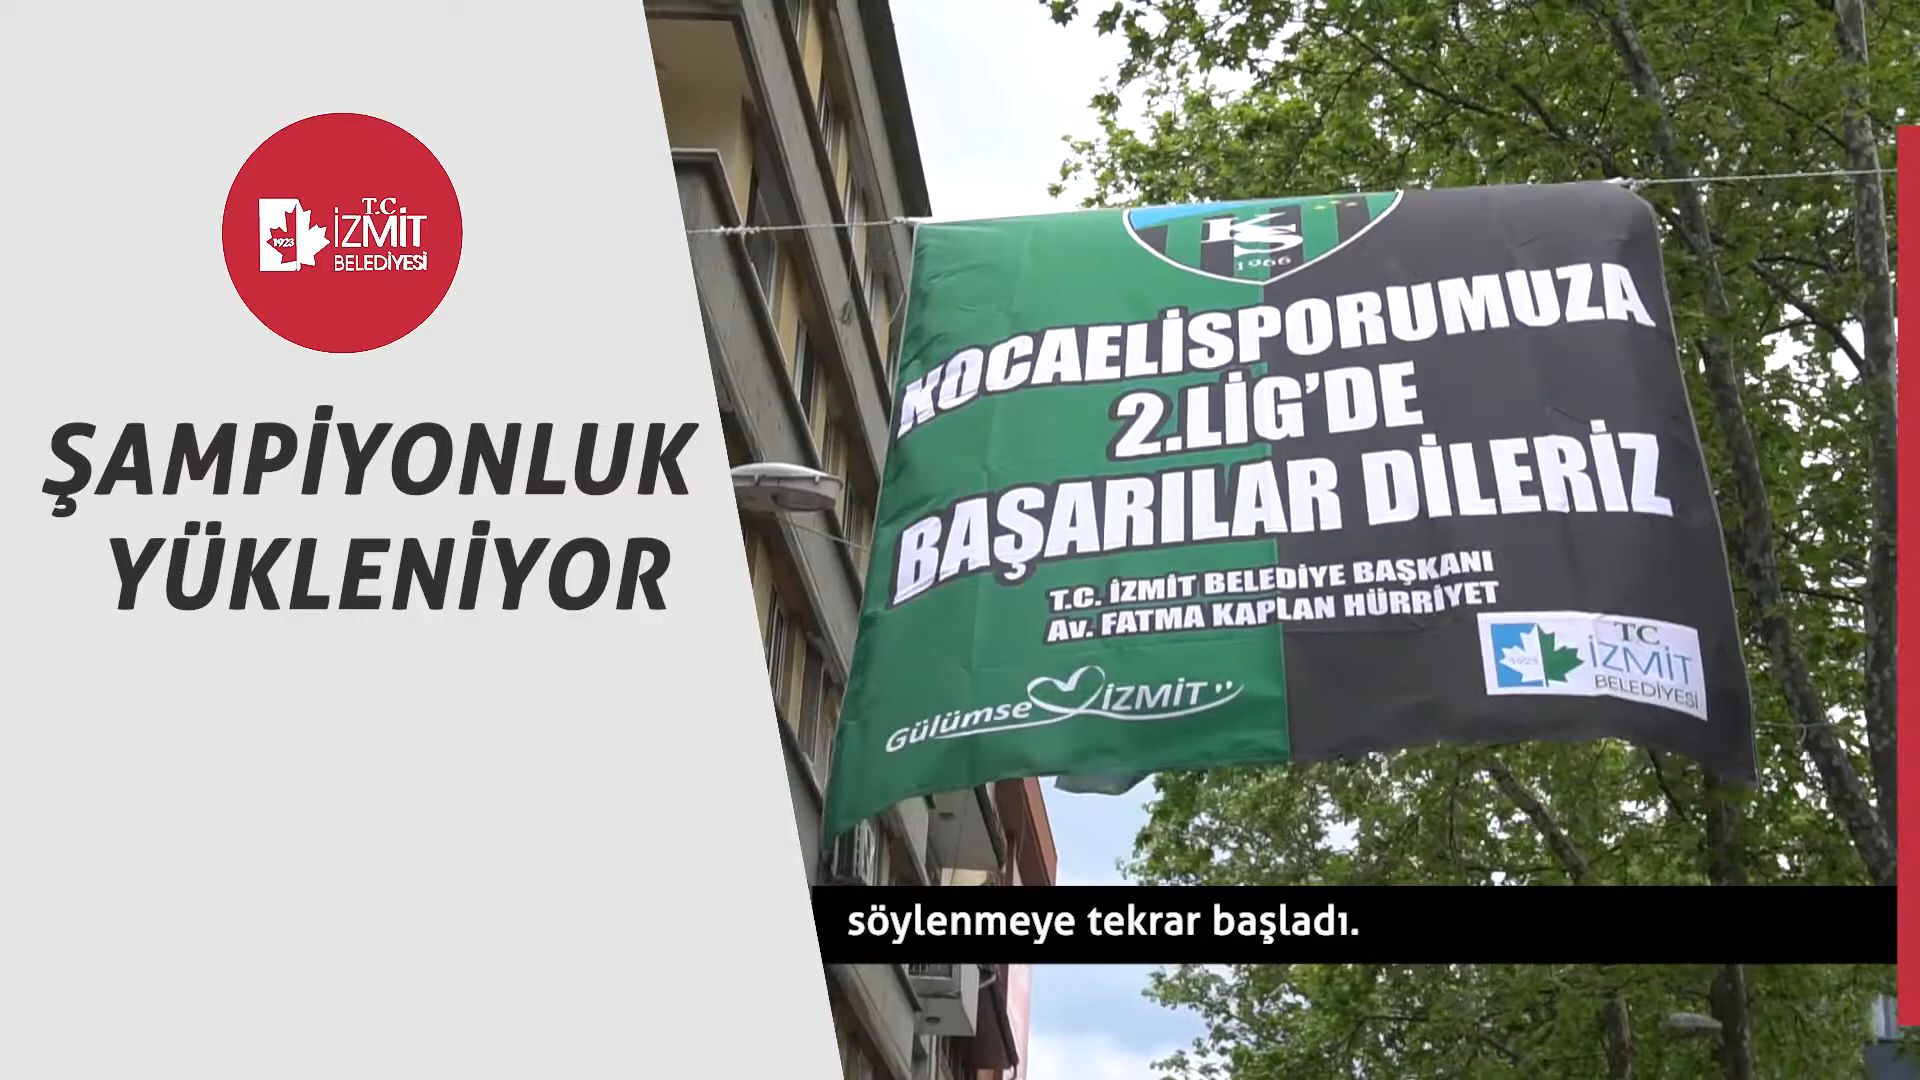 T.C
İZMİT
BELEDİYESİ
1923
ŞAMPİYONLUK
YÜKLENİYOR
KS
1966
KOCAELİSPORUMUZA
2.LİG'DE
BAŞARILAR DİLERİZ
T.C. İZMİT BELEDİYE BAŞKANI
Av. FATMA KAPLAN HÜRRİYET
Gülümse İZMİT
1923
TC
İZMİT
BELEDİYESİ
söylenmeye tekrar başladı.